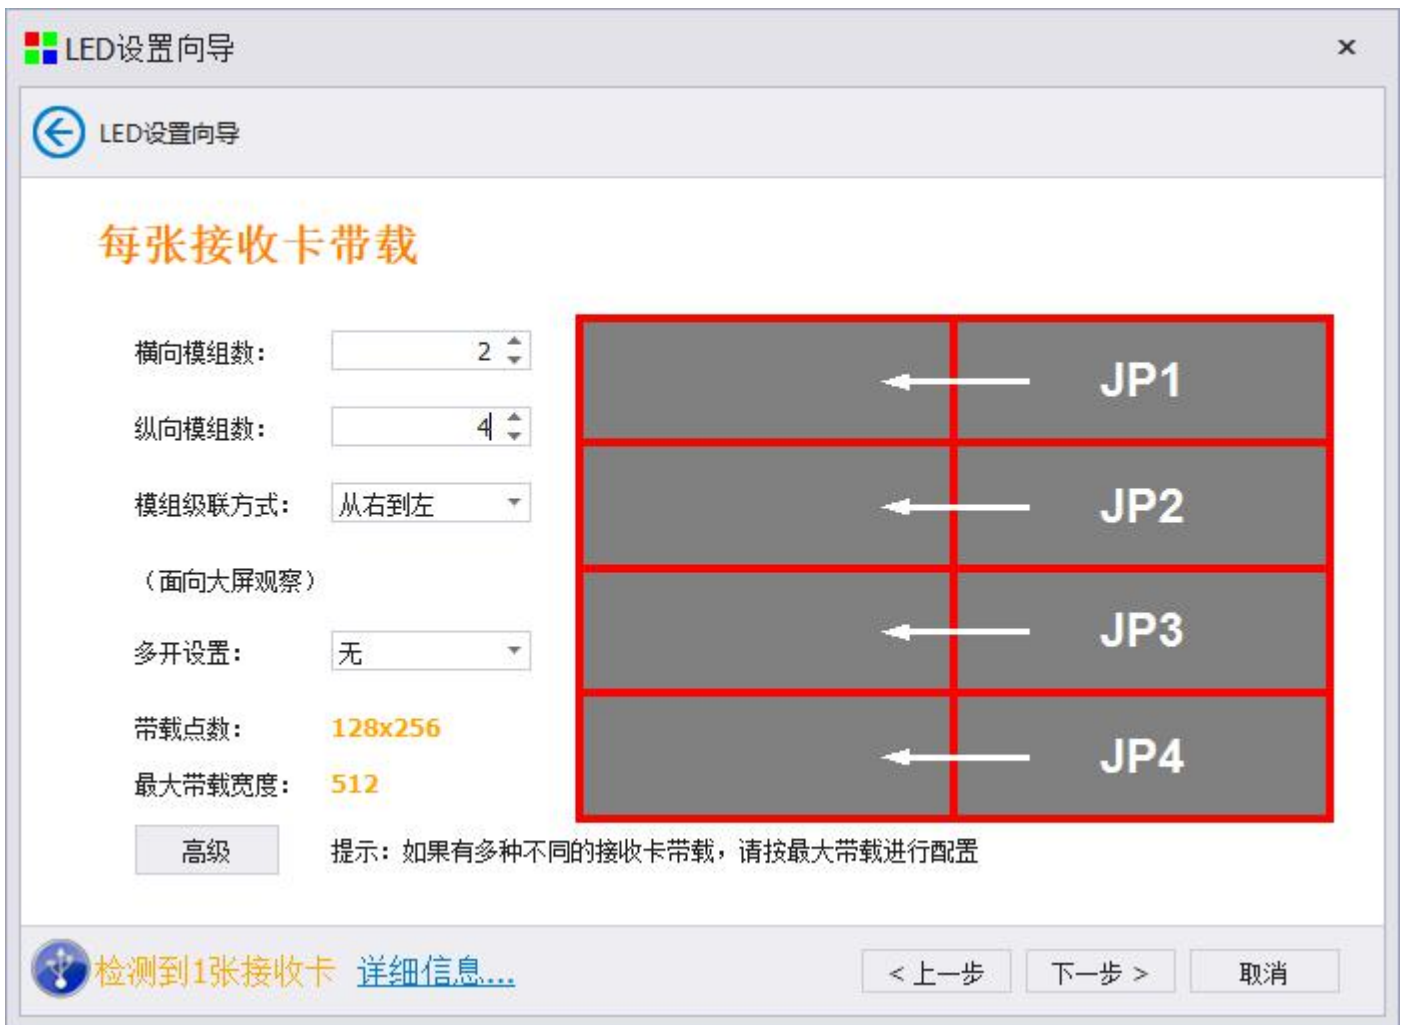 LED设置向导
LED设置向导
每张接收卡带载
横向模组数： 2
纵向模组数： 4
模组级联方式： 从右到左
（面向大屏观察）
多开设置： 无
带载点数： 128x256
最大带载宽度： 512
高级 提示：如果有多种不同的接收卡带载，请按最大带载进行配置
JP1
JP2
JP3
JP4
检测到1张接收卡 详细信息...
<上一步 下一步> 取消